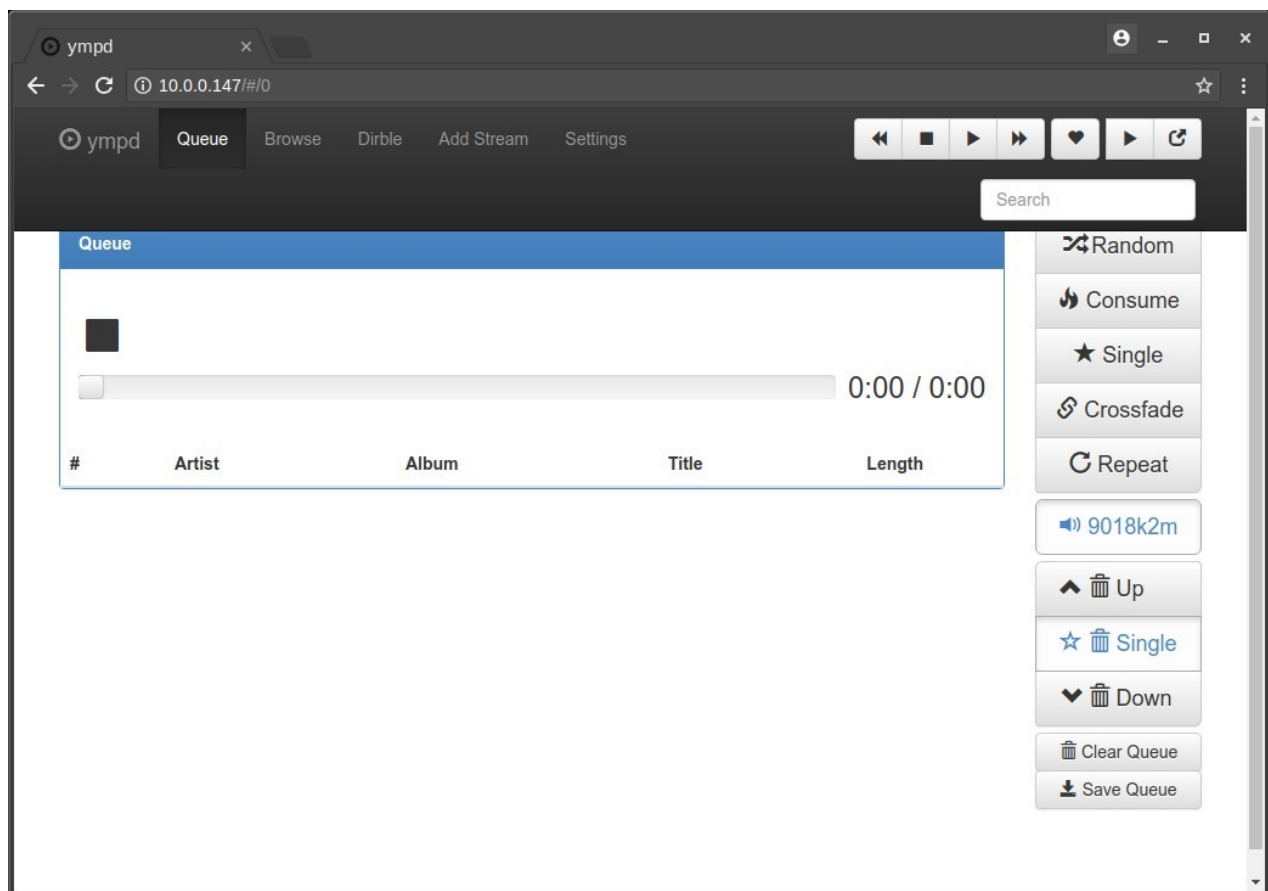 ympd
10.0.0.147/#/0
ympd Queue Browse Dirble Add Stream Settings
Search
Queue
0:00 / 0:00
# Artist Album Title Length
Random
Consume
Single
Crossfade
Repeat
9018k2m
Up
Single
Down
Clear Queue
Save Queue